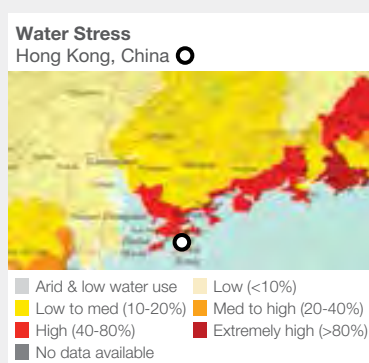 Water Stress
Hong Kong, China
Arid & low water use
Low (<10%)
Low to med (10-20%)
Med to high (20-40%)
High (40-80%)
Extremely high (>80%)
No data available